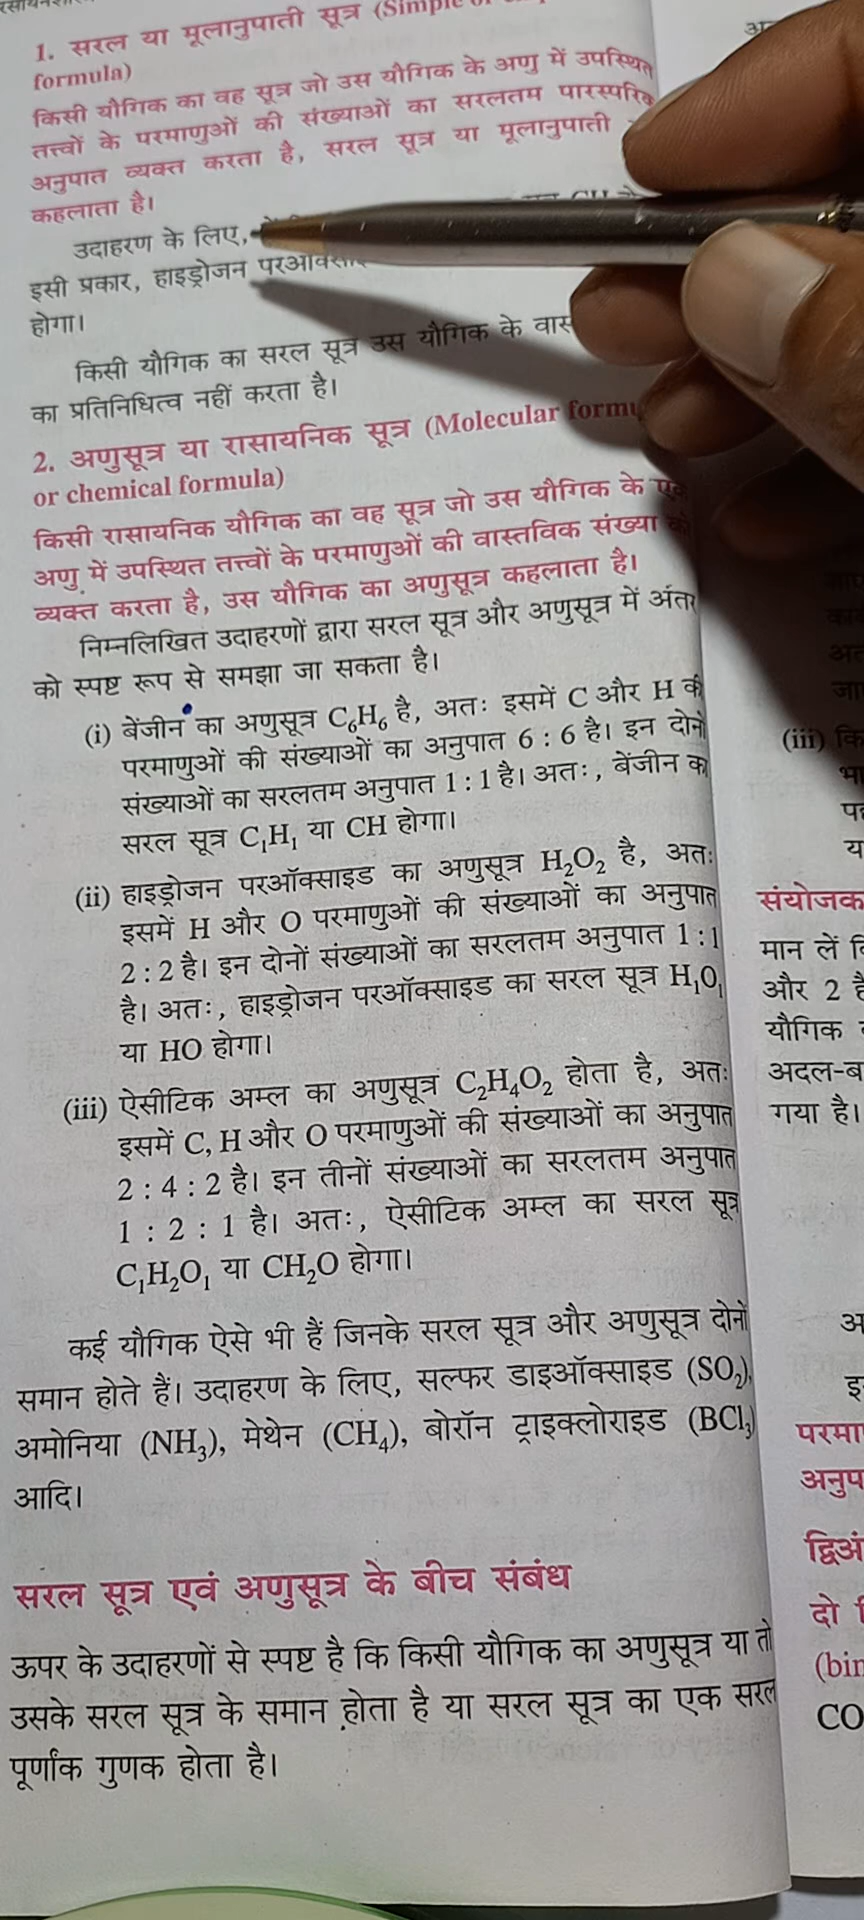 1. सरल या मूलानुपाती सूत्र (Simple or
formula)
किसी यौगिक का वह सूत्र जो उस यौगिक के अणु में उपस्थित
तत्त्वों के परमाणुओं की संख्याओं का सरलतम पारस्परिक
अनुपात व्यक्त करता है, सरल सूत्र या मूलानुपाती
कहलाता है।
उदाहरण के लिए,
इसी प्रकार, हाइड्रोजन
होगा।
किसी यौगिक का सरल सूत्र उस यौगिक के
का प्रतिनिधित्व नहीं करता है।
2. अणुसूत्र या रासायनिक सूत्र (Molecular
or chemical formula)
किसी रासायनिक यौगिक का वह सूत्र जो उस यौगिक के एक
अणु में उपस्थित तत्त्वों के परमाणुओं की वास्तविक संख्या को
व्यक्त करता है, उस यौगिक का अणुसूत्र कहलाता है।
निम्नलिखित उदाहरणों द्वारा सरल सूत्र और अणुसूत्र में अंतर
को स्पष्ट रूप से समझा जा सकता है।
(i) बेंजीन का अणुसूत्र C₆H₆ है, अतः इसमें C और H की
परमाणुओं की संख्याओं का अनुपात 6 : 6 है। इन दोनों
संख्याओं का सरलतम अनुपात 1 : 1 है। अतः, बेंजीन का
सरल सूत्र C₁H₁ या CH होगा।
(ii) हाइड्रोजन परऑक्साइड का अणुसूत्र H₂O₂ है, अतः
इसमें H और O परमाणुओं की संख्याओं का अनुपात
2 : 2 है। इन दोनों संख्याओं का सरलतम अनुपात 1 : 1
है। अतः, हाइड्रोजन परऑक्साइड का सरल सूत्र H₁O₁
या HO होगा।
(iii) ऐसीटिक अम्ल का अणुसूत्र C₂H₄O₂ होता है, अतः
इसमें C, H और O परमाणुओं की संख्याओं का अनुपात
2 : 4 : 2 है। इन तीनों संख्याओं का सरलतम अनुपात
1 : 2 : 1 है। अतः, ऐसीटिक अम्ल का सरल सूत्र
C₁H₂O₁ या CH₂O होगा।
कई यौगिक ऐसे भी हैं जिनके सरल सूत्र और अणुसूत्र दोनों
समान होते हैं। उदाहरण के लिए, सल्फर डाइऑक्साइड (SO₂),
अमोनिया (NH₃), मेथेन (CH₄), बोरॉन ट्राइक्लोराइड (BCl₃)
आदि।
सरल सूत्र एवं अणुसूत्र के बीच संबंध
ऊपर के उदाहरणों से स्पष्ट है कि किसी यौगिक का अणुसूत्र या तो
उसके सरल सूत्र के समान होता है या सरल सूत्र का एक सरल
पूर्णांक गुणक होता है।
(iii)
संयोजक
मान लें
और 2
यौगिक
अदल-ब
गया है।
परमा
अनुप
द्विअं
दो
(bin
CO